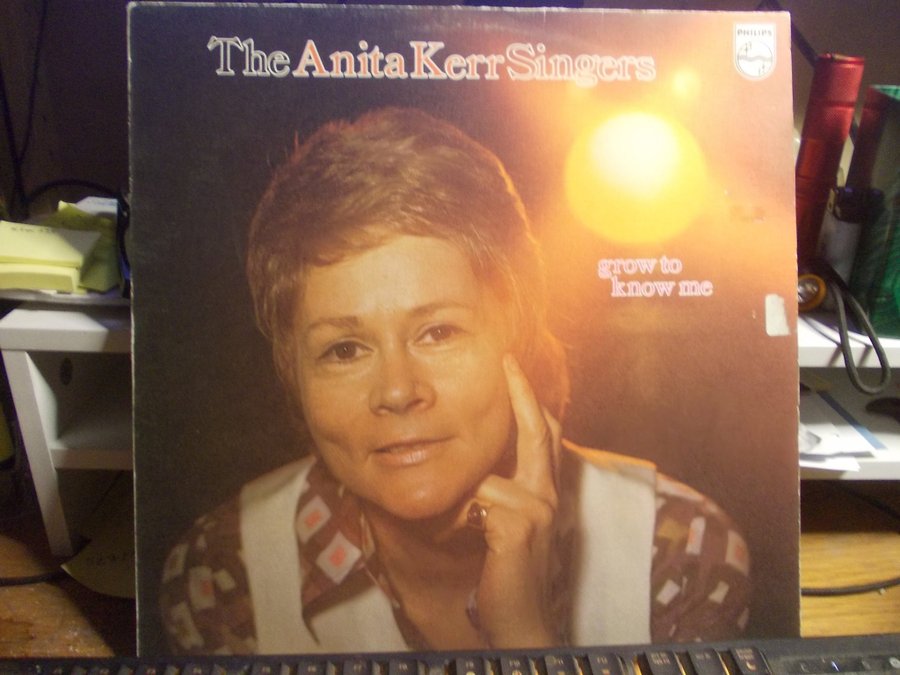 The Anita Kerr Singers
PHILIPS
grow to
know me